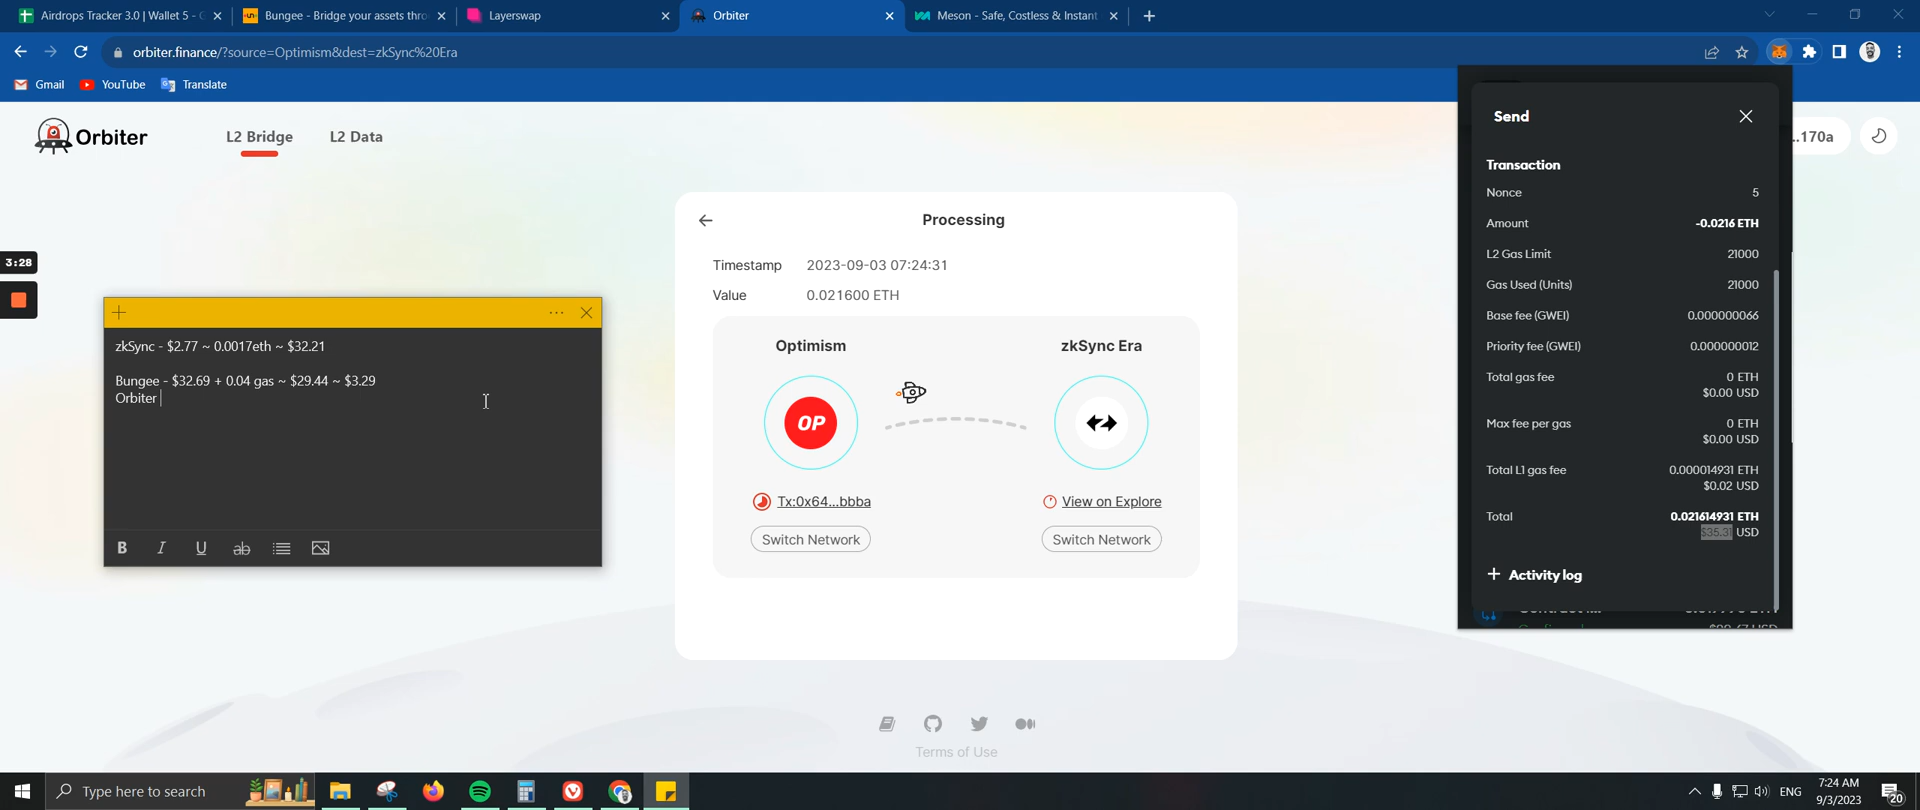 Airdrops Tracker 3.0 | Wallet 5 - G
Bungee - Bridge your assets thro
Layerswap
Orbiter
Meson - Safe, Costless & Instant
orbiter.finance/?source=Optimism&dest=zkSync%20Era
Gmail
YouTube
Translate
Orbiter
L2 Bridge
L2 Data
..170a
3:28
zkSync - $2.77 ~ 0.0017eth ~ $32.21
Bungee - $32.69 + 0.04 gas ~ $29.44 ~ $3.29
Orbiter
B I U ab
Processing
Timestamp 2023-09-03 07:24:31
Value 0.021600 ETH
Optimism
zkSync Era
OP
Tx:0x64...bbba
View on Explore
Switch Network
Switch Network
Terms of Use
Send
Transaction
Nonce 5
Amount -0.0216 ETH
L2 Gas Limit 21000
Gas Used (Units) 21000
Base fee (GWEI) 0.000000066
Priority fee (GWEI) 0.000000012
Total gas fee 0 ETH
$0.00 USD
Max fee per gas 0 ETH
$0.00 USD
Total L1 gas fee 0.000014931 ETH
$0.02 USD
Total 0.021614931 ETH
$35.31 USD
Activity log
Type here to search
ENG
7:24 AM
9/3/2023
20